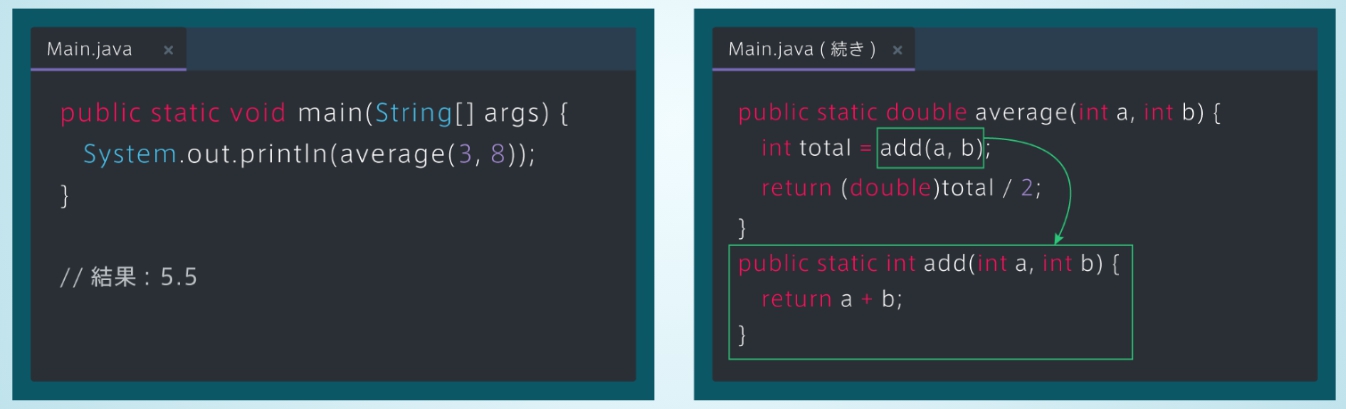 Main.java ×
public static void main(String[] args) {
System.out.println(average(3, 8));
}
// 結果 : 5.5
Main.java ( 続き ) ×
public static double average(int a, int b) {
int total = add(a, b);
return (double)total / 2;
}
public static int add(int a, int b) {
return a + b;
}